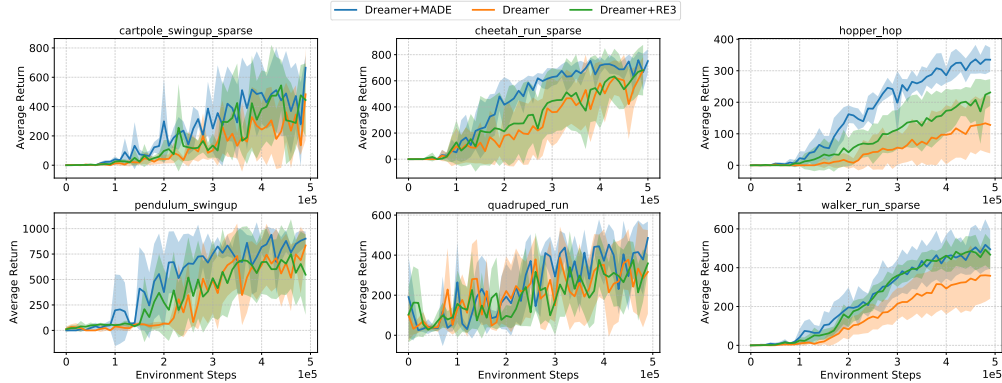 Dreamer+MADE Dreamer Dreamer+RE3
cartpole_swingup_sparse
Average Return
800
600
400
200
0
0 1 2 3 4 5
1e5
cheetah_run_sparse
Average Return
800
600
400
200
0
0 1 2 3 4 5
1e5
hopper_hop
Average Return
400
300
200
100
0
0 1 2 3 4 5
1e5
pendulum_swingup
Average Return
1000
750
500
250
0
0 1 2 3 4 5
Environment Steps
1e5
quadruped_run
Average Return
600
400
200
0
0 1 2 3 4 5
Environment Steps
1e5
walker_run_sparse
Average Return
600
400
200
0
0 1 2 3 4 5
Environment Steps
1e5